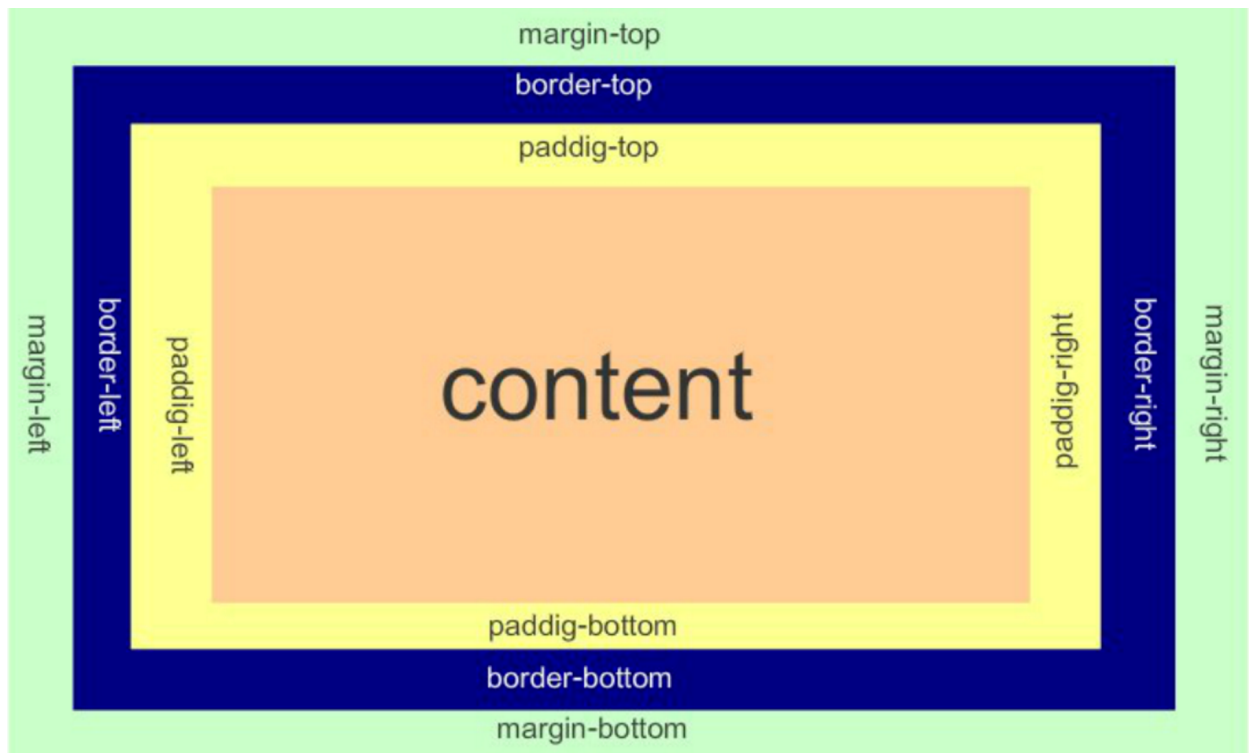 margin-top
border-top
paddig-top
margin-left
border-left
paddig-left
content
paddig-right
border-right
margin-right
paddig-bottom
border-bottom
margin-bottom